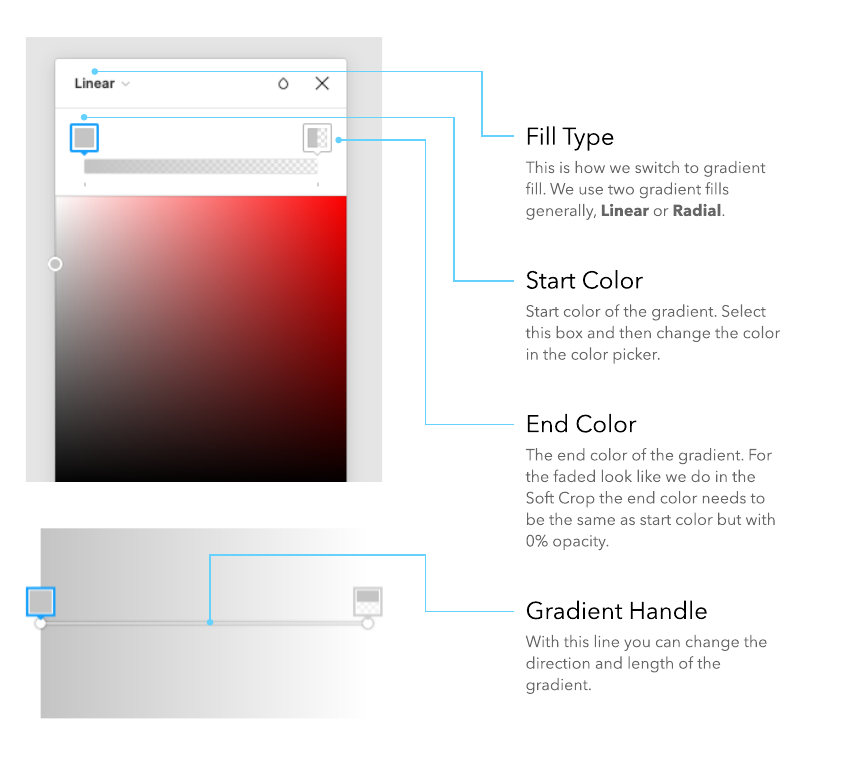 Linear
Fill Type
This is how we switch to gradient
fill. We use two gradient fills
generally, Linear or Radial.
Start Color
Start color of the gradient. Select
this box and then change the color
in the color picker.
End Color
The end color of the gradient. For
the faded look like we do in the
Soft Crop the end color needs to
be the same as start color but with
0% opacity.
Gradient Handle
With this line you can change the
direction and length of the
gradient.